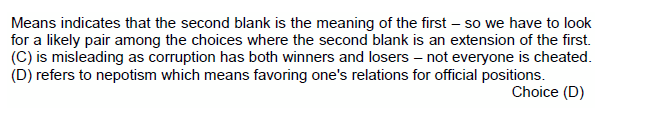 Means indicates that the second blank is the meaning of the first – so we have to look
for a likely pair among the choices where the second blank is an extension of the first.
(C) is misleading as corruption has both winners and losers – not everyone is cheated.
(D) refers to nepotism which means favoring one's relations for official positions.
Choice (D)